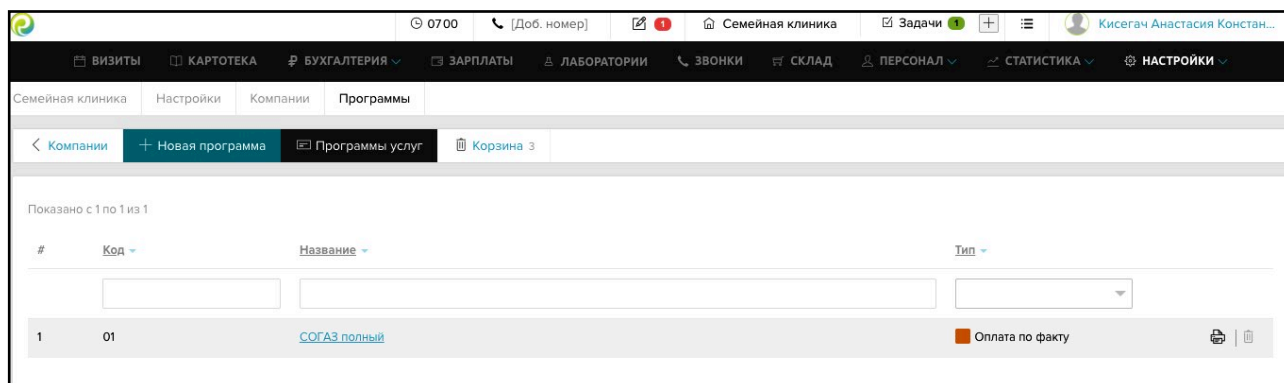 07 00 [Доб. номер] 1 Семейная клиника Задачи 1 + Кисегач Анастасия Констан...
ВИЗИТЫ КАРТОТЕКА ₽ БУХГАЛТЕРИЯ ЗАРПЛАТЫ ЛАБОРАТОРИИ ЗВОНКИ СКЛАД ПЕРСОНАЛ СТАТИСТИКА НАСТРОЙКИ
Семейная клиника Настройки Компании Программы
Компании + Новая программа Программы услуг Корзина 3
Показано с 1 по 1 из 1
# Код Название Тип
1 01 СОГАЗ полный Оплата по факту